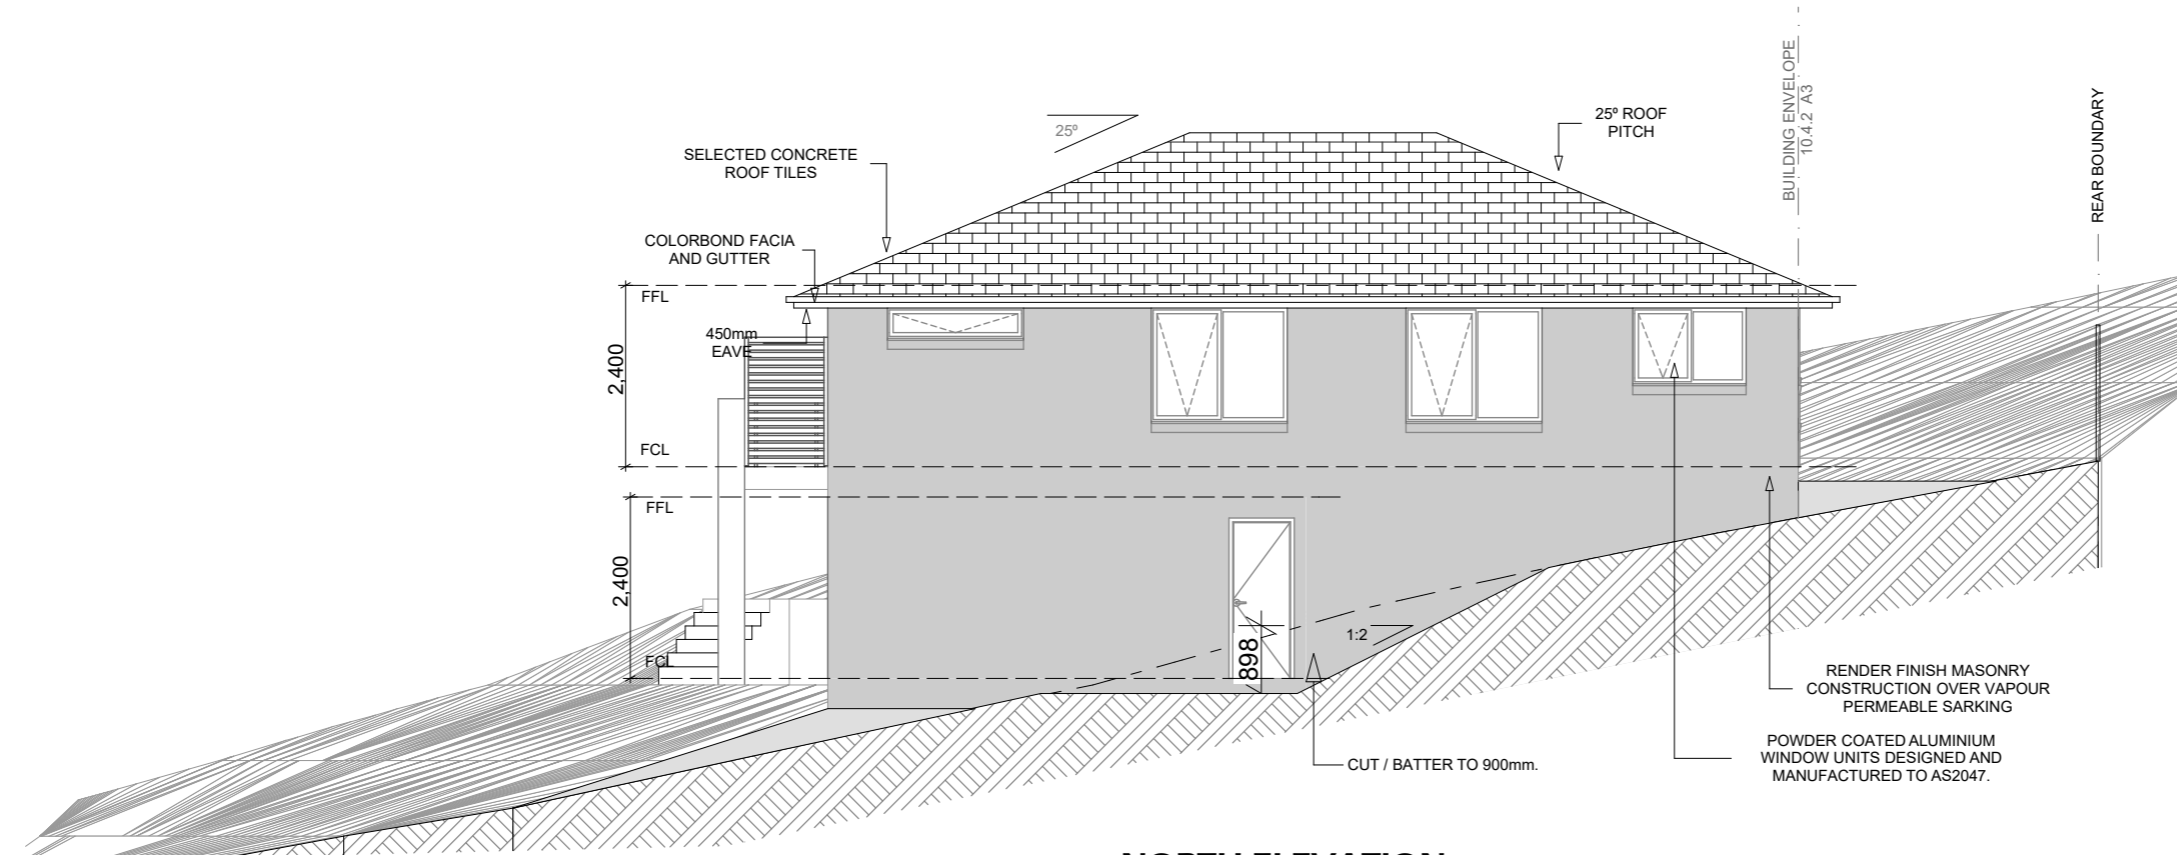 BUILDING ENVELOPE
10.4.2 A3
REAR BOUNDARY
25º
25º ROOF
PITCH
SELECTED CONCRETE
ROOF TILES
COLORBOND FACIA
AND GUTTER
FFL
450mm
EAVE
2,400
FCL
FFL
2,400
FCL
898
1:2
RENDER FINISH MASONRY
CONSTRUCTION OVER VAPOUR
PERMEABLE SARKING
CUT / BATTER TO 900mm.
POWDER COATED ALUMINIUM
WINDOW UNITS DESIGNED AND
MANUFACTURED TO AS2047.
NORTH ELEVATION